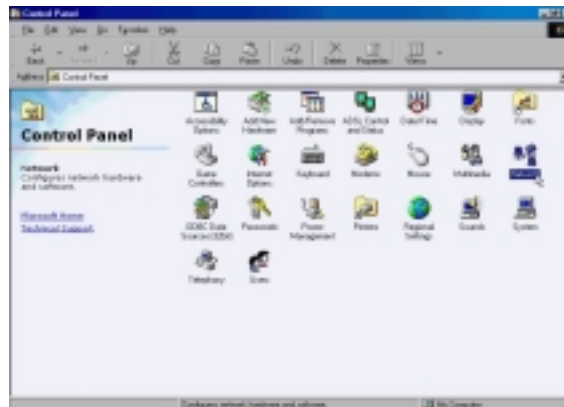 Control Panel
File Edit View Go Favorites Help
Back Up Cut Copy Paste Undo Delete Properties Views
Address Control Panel
Control Panel
Network
Configures network hardware
and software.
Microsoft Home
Technical Support
Accessibility Options
Add New Hardware
Add/Remove Programs
ADSL Control and Status
Date/Time
Display
Fonts
Game Controllers
Internet Options
Keyboard
Modems
Mouse
Multimedia
Network
ODBC Data Sources (32bit)
Passwords
Power Management
Printers
Regional Settings
Sounds
System
Telephony
Users
Configures network hardware and software.
My Computer